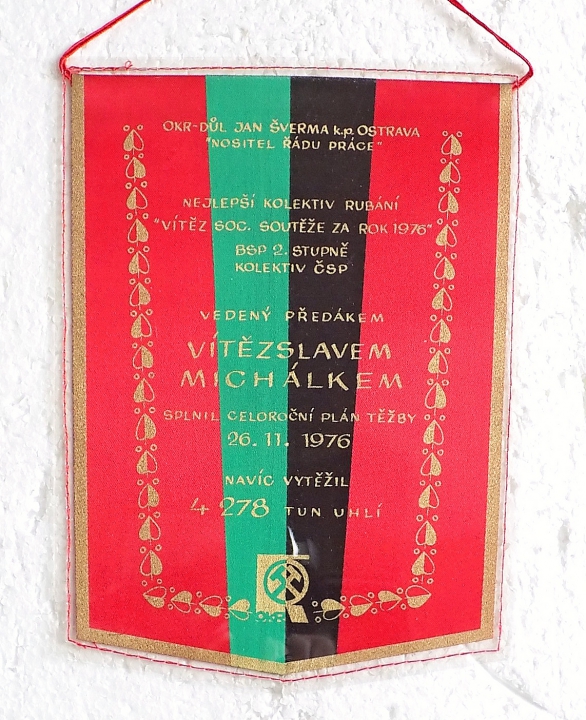 OKR-DŮL JAN ŠVERMA k.p. OSTRAVA
"NOSITEL ŘÁDU PRÁCE"
NEJLEPŠÍ KOLEKTIV RUBÁNÍ
"VÍTĚZ SOC. SOUTĚŽE ZA ROK 1976"
BSP 2. STUPNĚ
KOLEKTIV ČSP
VEDENÝ PŘEDÁKEM
VÍTĚZSLAVEM
MICHÁLKEM
SPLNIL CELOROČNÍ PLÁN TĚŽBY
26. 11. 1976
NAVÍC VYTĚŽIL
4 278 TUN UHLÍ